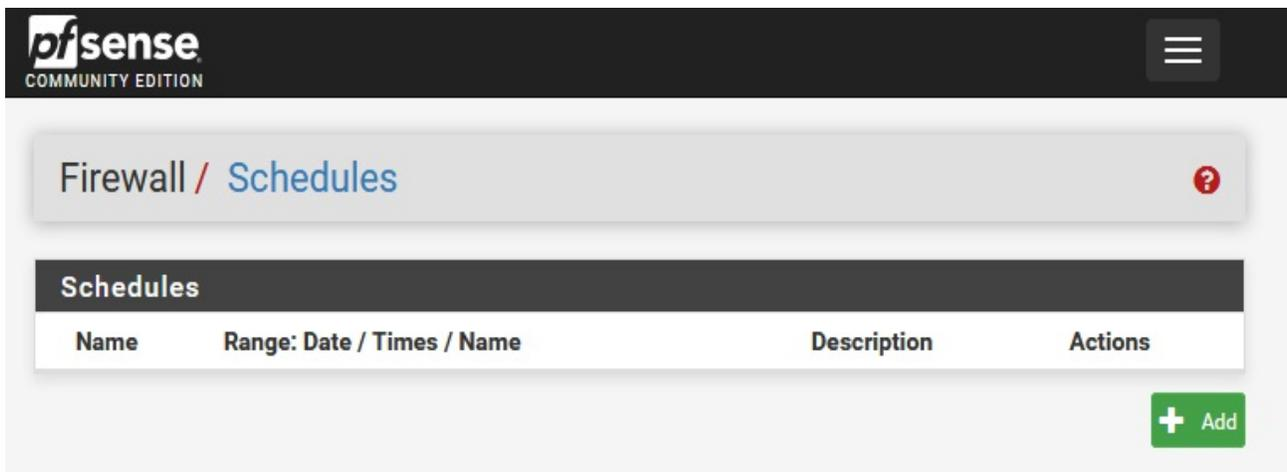 pfsense
COMMUNITY EDITION
Firewall / Schedules
Schedules
Name Range: Date / Times / Name Description Actions
Add